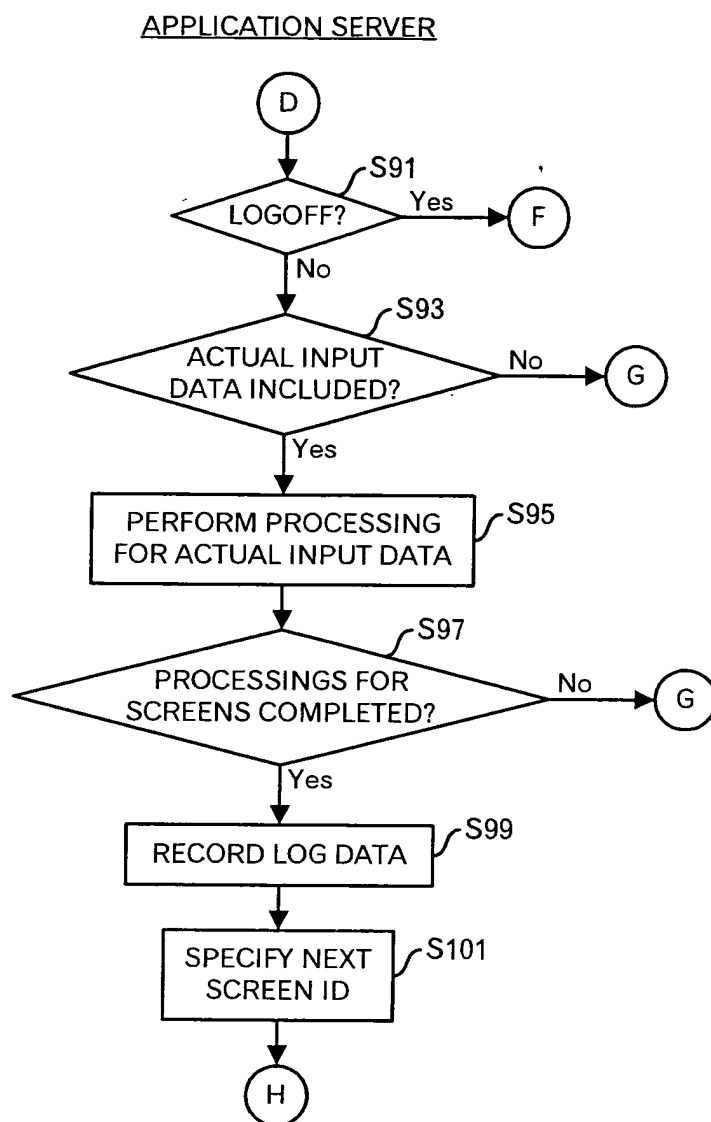 APPLICATION SERVER
D
S91
LOGOFF?
Yes
F
No
S93
ACTUAL INPUT
DATA INCLUDED?
No
G
Yes
PERFORM PROCESSING
FOR ACTUAL INPUT DATA
S95
S97
PROCESSINGS FOR
SCREENS COMPLETED?
No
G
Yes
RECORD LOG DATA
S99
SPECIFY NEXT
SCREEN ID
S101
H